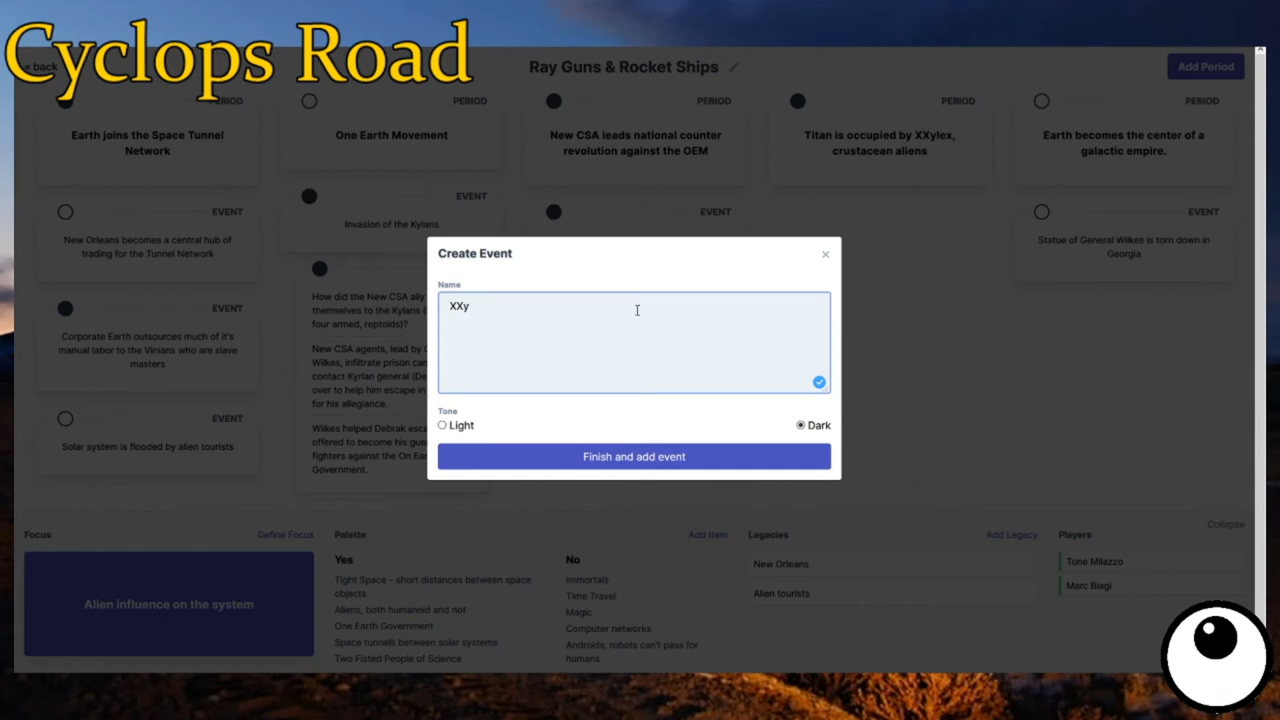 Cyclops Road
« back
Ray Guns & Rocket Ships
Add Period
PERIOD
Earth joins the Space Tunnel
Network
PERIOD
One Earth Movement
PERIOD
New CSA leads national counter
revolution against the OEM
PERIOD
Titan is occupied by XXylex,
crustacean aliens
PERIOD
Earth becomes the center of a
galactic empire.
EVENT
New Orleans becomes a central hub of
trading for the Tunnel Network
EVENT
Corporate Earth outsources much of it's
manual labor to the Vinians who are slave
masters
EVENT
Solar system is flooded by alien tourists
EVENT
Invasion of the Kylans
How did the New CSA ally
themselves to the Kylans (
four armed, reptoids)?
New CSA agents, lead by
Wilkes, infiltrate prison
contact Kyrlan general
over to help him escape in
for his allegiance.
Wilkes helped Debrak
offered to become his
fighters against the On
Government.
EVENT
EVENT
Statue of General Wilkes is torn down in
Georgia
Create Event
×
Name
XXy
Tone
Light
Dark
Finish and add event
Collapse
Focus
Define Focus
Alien influence on the system
Palette
Add Item
Yes
Tight Space - short distances between space
objects
Aliens, both humanoid and not
One Earth Government
Space tunnels between solar systems
Two Fisted People of Science
No
Immortals
Time Travel
Magic
Computer networks
Androids, robots can't pass for
humans
Legacies
Add Legacy
New Orleans
Alien tourists
Players
Tone Milazzo
Marc Biagi